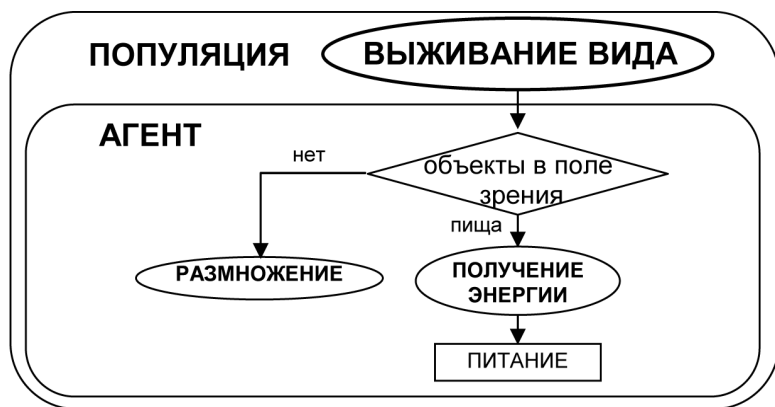 ПОПУЛЯЦИЯ
ВЫЖИВАНИЕ ВИДА
АГЕНТ
нет
объекты в поле
зрения
пища
РАЗМНОЖЕНИЕ
ПОЛУЧЕНИЕ
ЭНЕРГИИ
ПИТАНИЕ